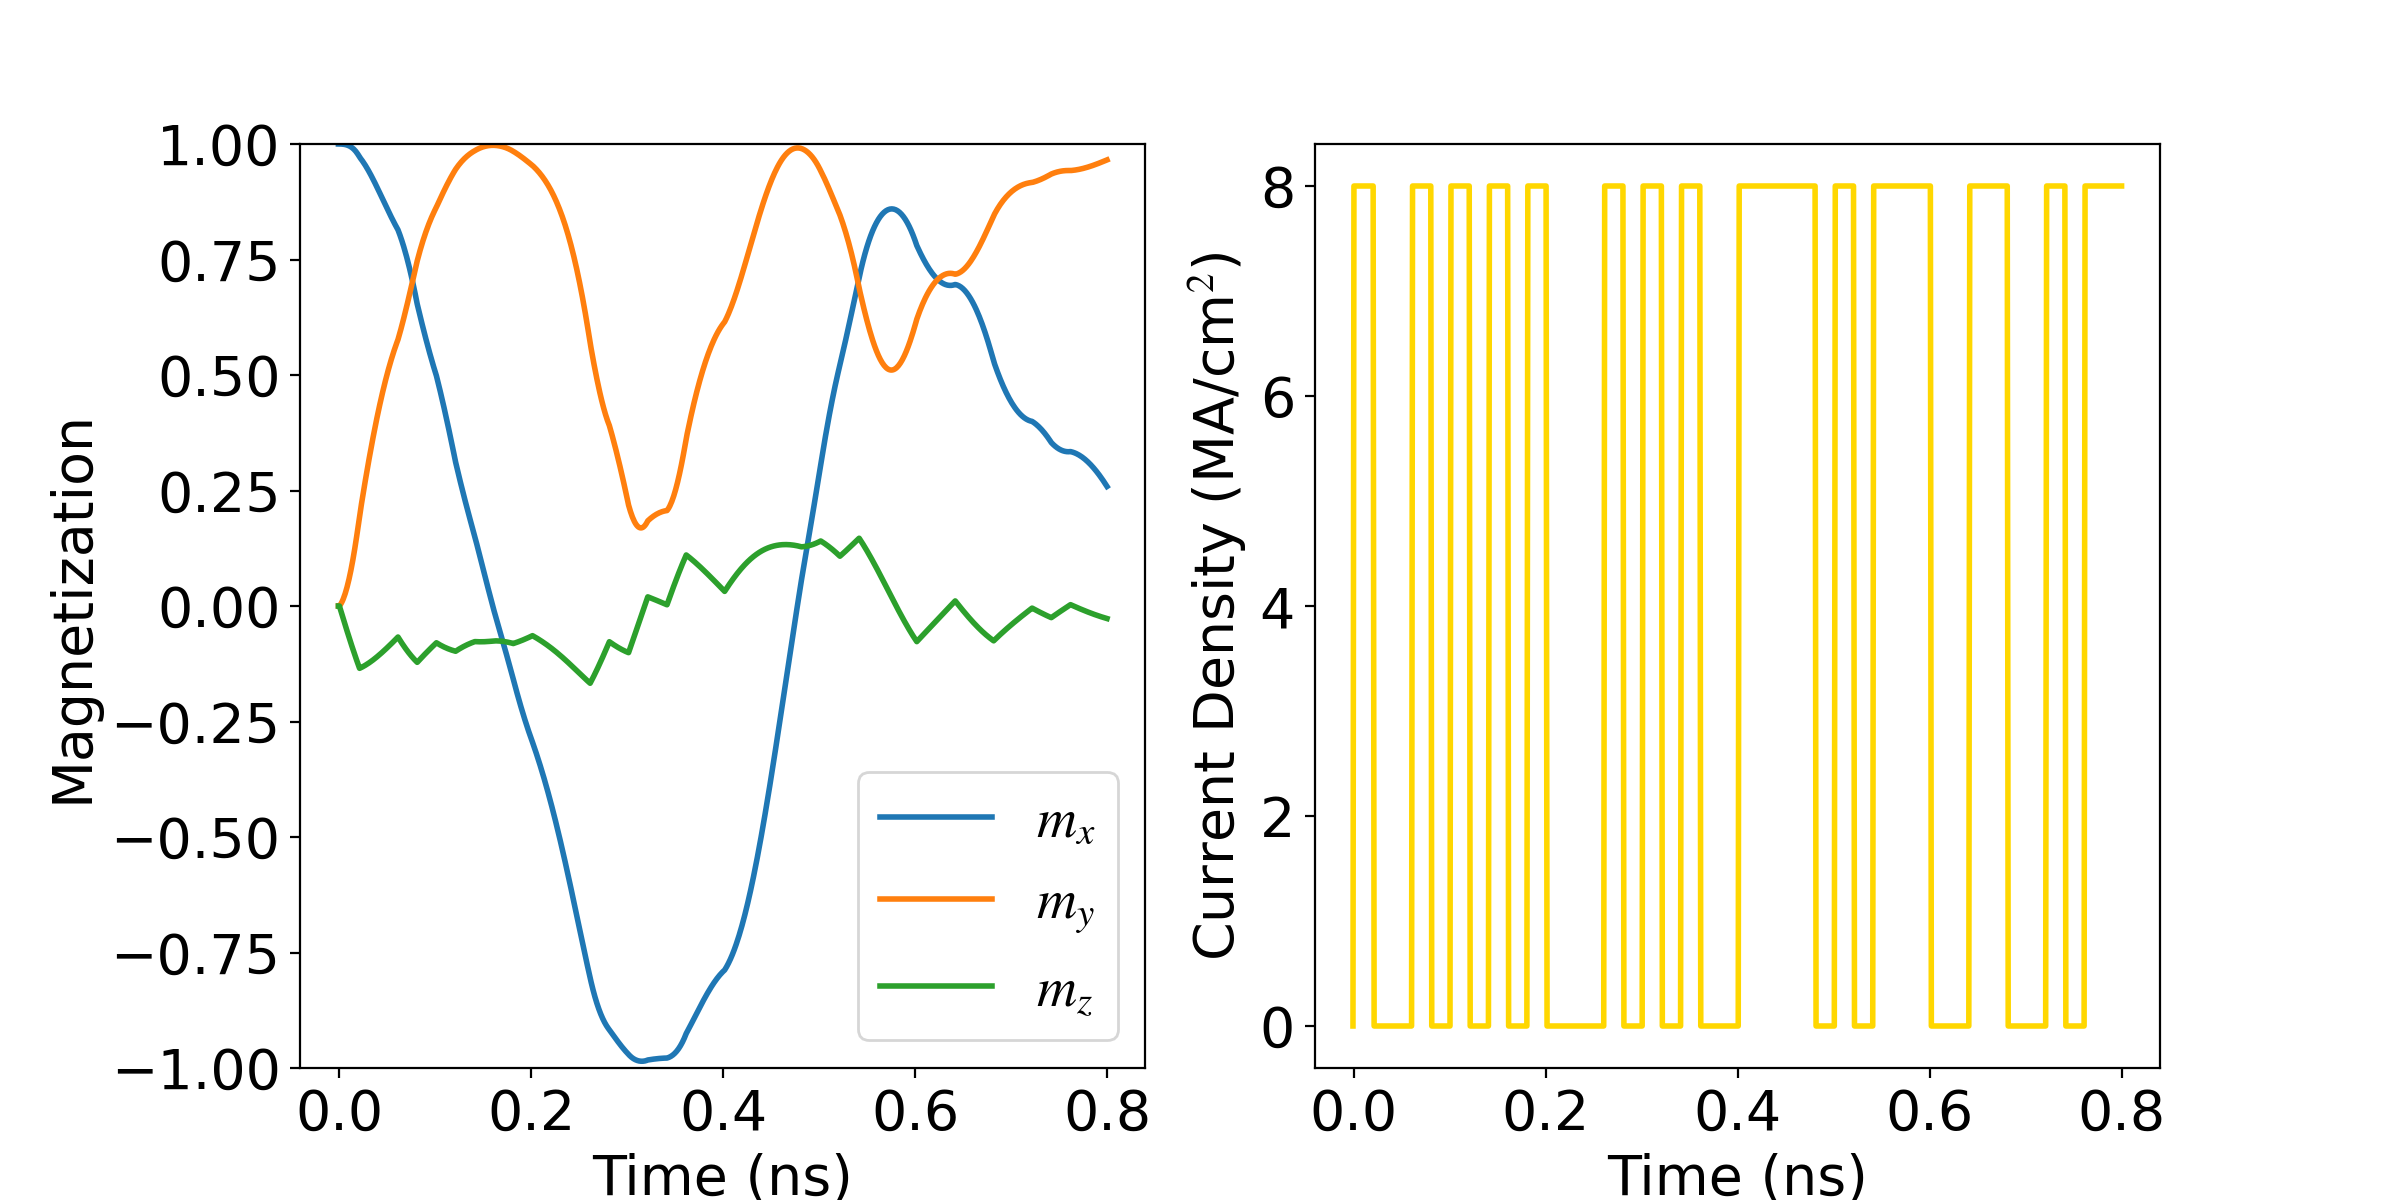 1.00
0.75
0.50
0.25
0.00
−0.25
−0.50
−0.75
−1.00
Magnetization
0.0 0.2 0.4 0.6 0.8
Time (ns)
m_x
m_y
m_z
8
6
4
2
0
Current Density (MA/cm²)
0.0 0.2 0.4 0.6 0.8
Time (ns)